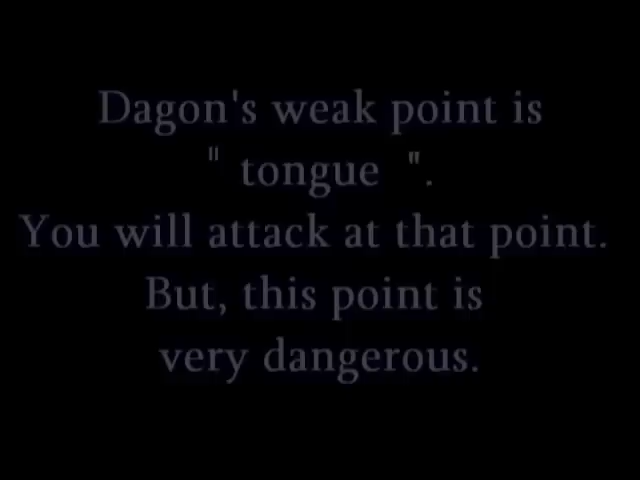 Dagon's weak point is
" tongue ".
You will attack at that point.
But, this point is
very dangerous.